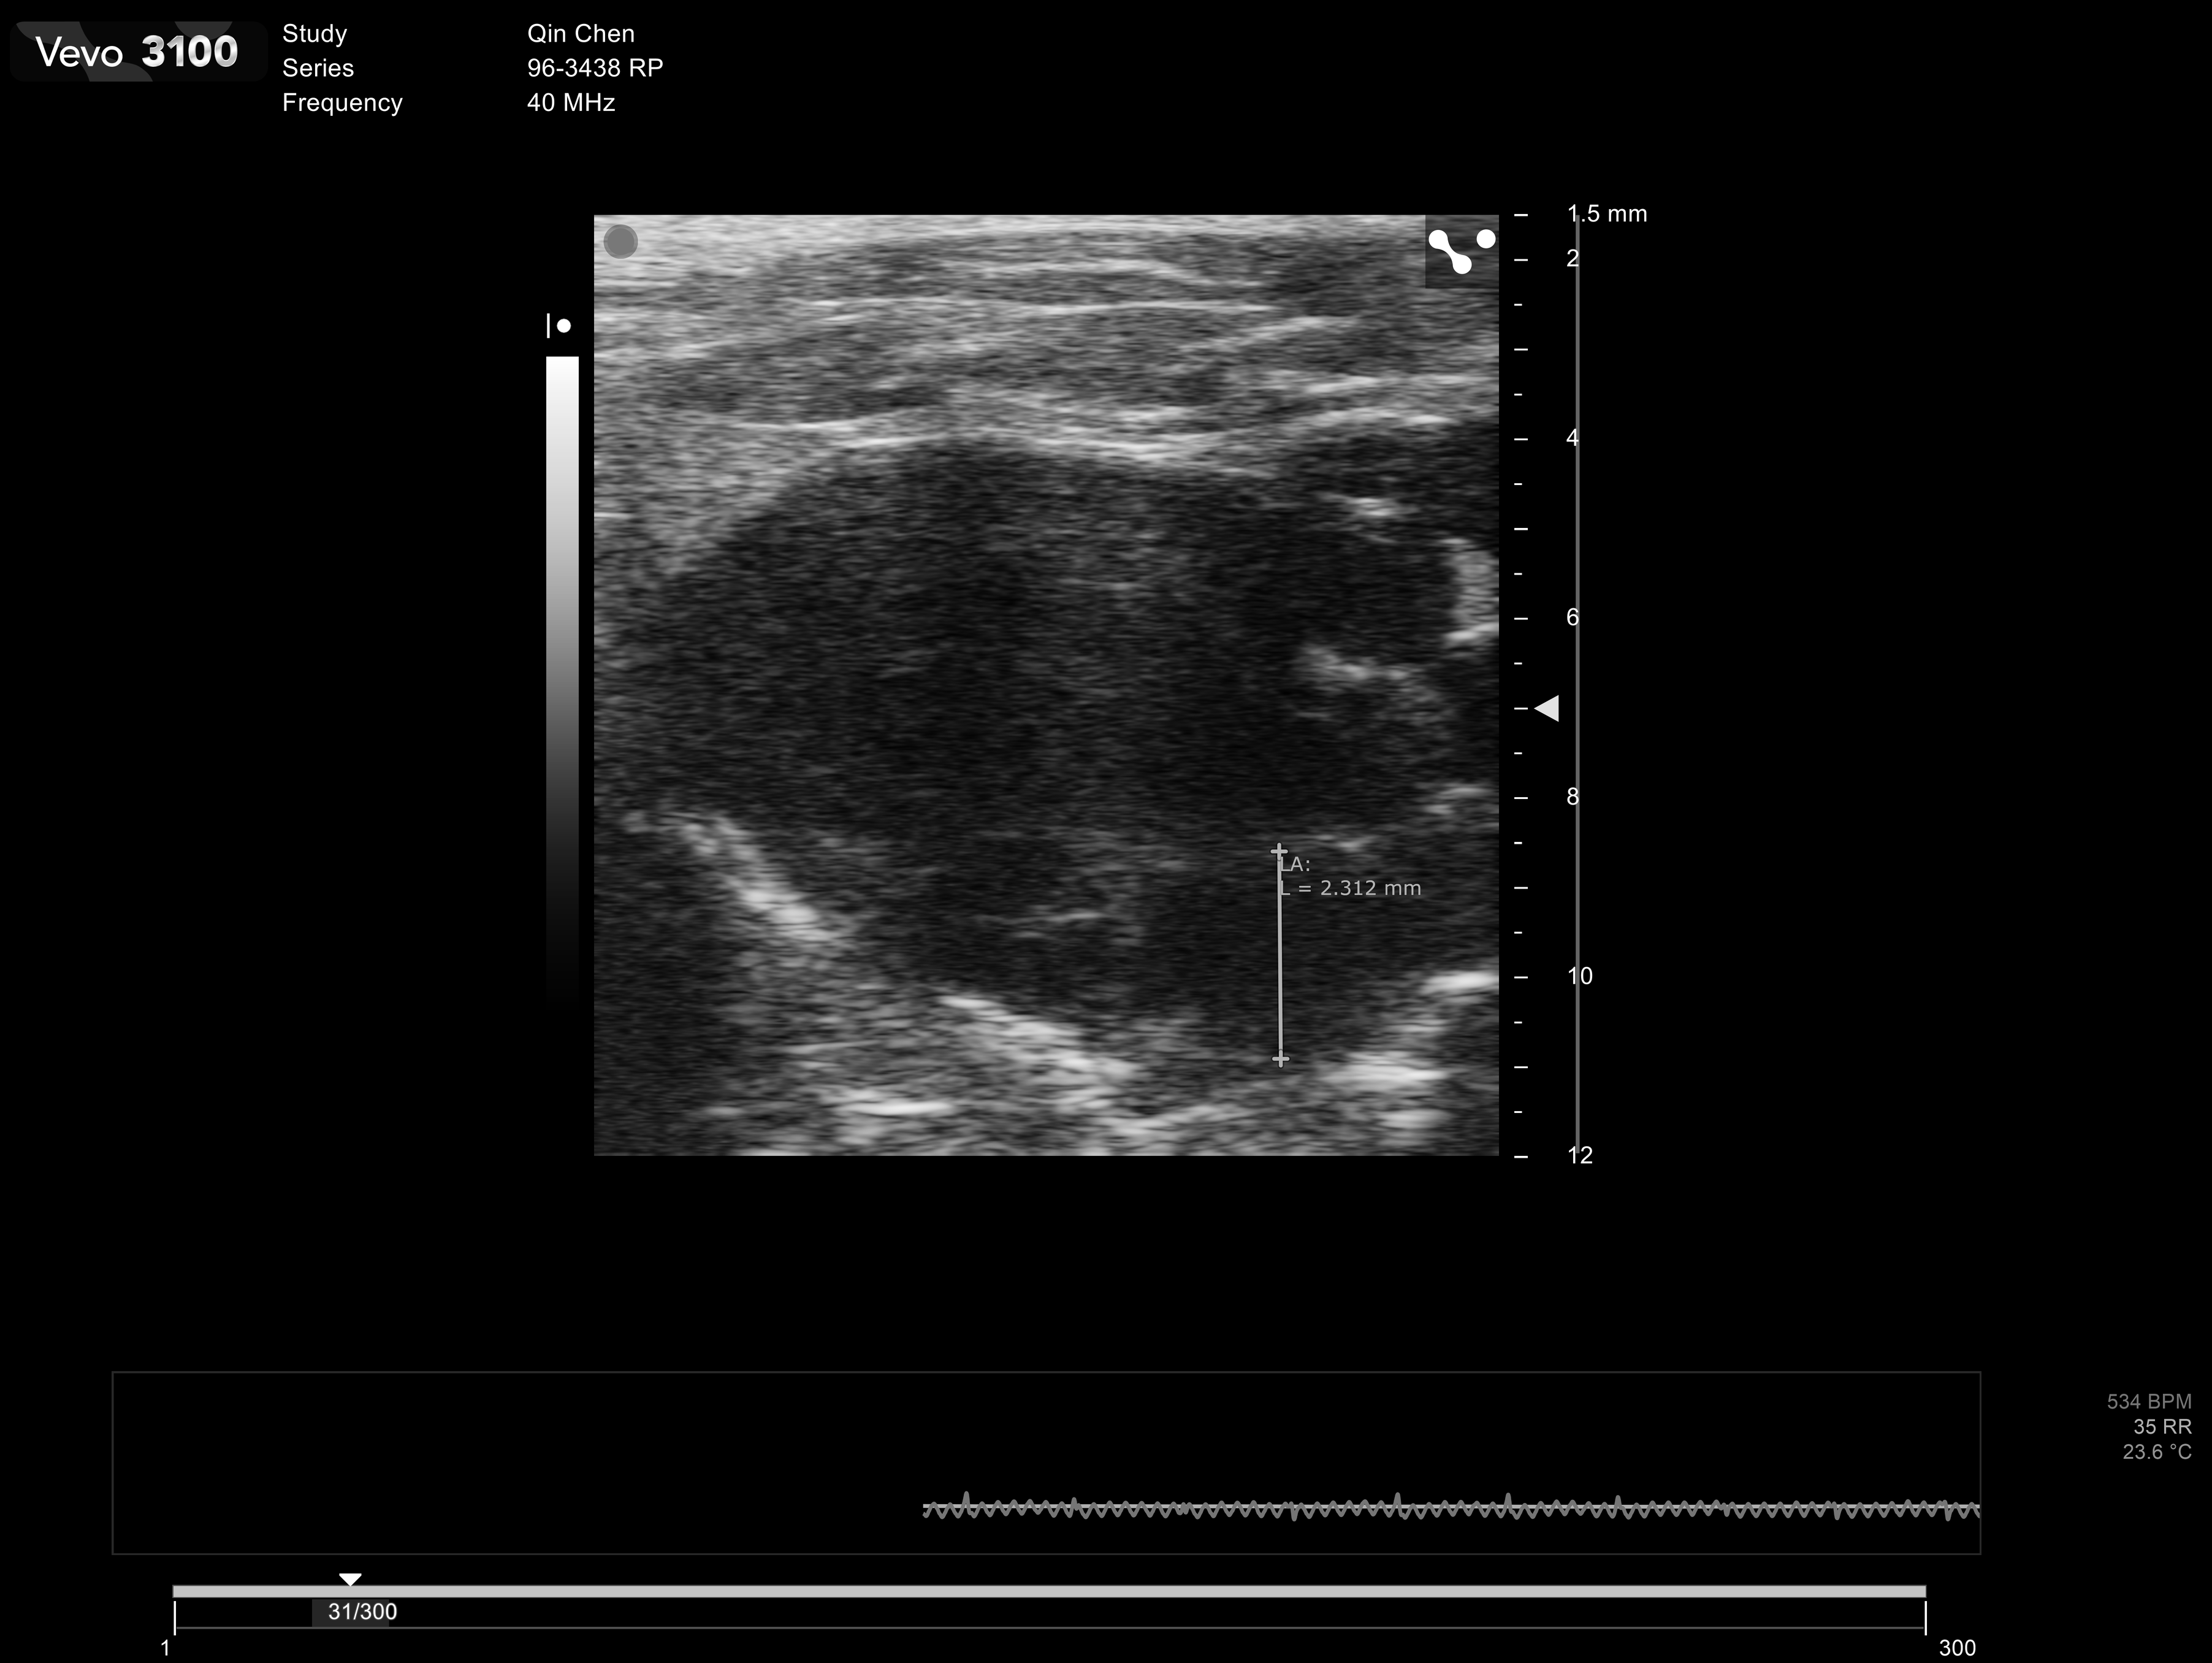 Vevo 3100
Study Qin Chen
Series 96-3438 RP
Frequency 40 MHz
1.5 mm
2
4
6
8
LA:
L = 2.312 mm
10
12
534 BPM
35 RR
23.6 °C
31/300
1
300